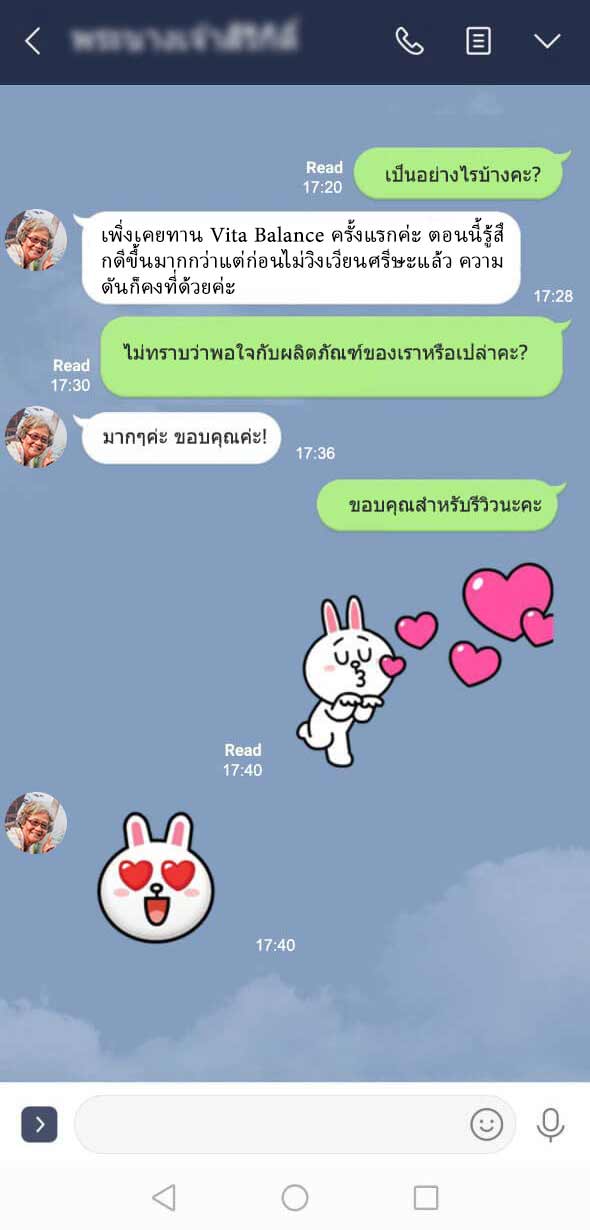 เป็นอย่างไรบ้างคะ?
Read
17:20
เพิ่งเคยทาน Vita Balance ครั้งแรกค่ะ ตอนนี้รู้สึ
กดีขึ้นมากกว่าแต่ก่อนไม่วิงเวียนศรีษะแล้ว ความ
ดันก็คงที่ด้วยค่ะ
17:28
ไม่ทราบว่าพอใจกับผลิตภัณฑ์ของเราหรือเปล่าคะ?
Read
17:30
มากๆค่ะ ขอบคุณค่ะ!
17:36
ขอบคุณสำหรับรีวิวนะคะ
Read
17:40
17:40